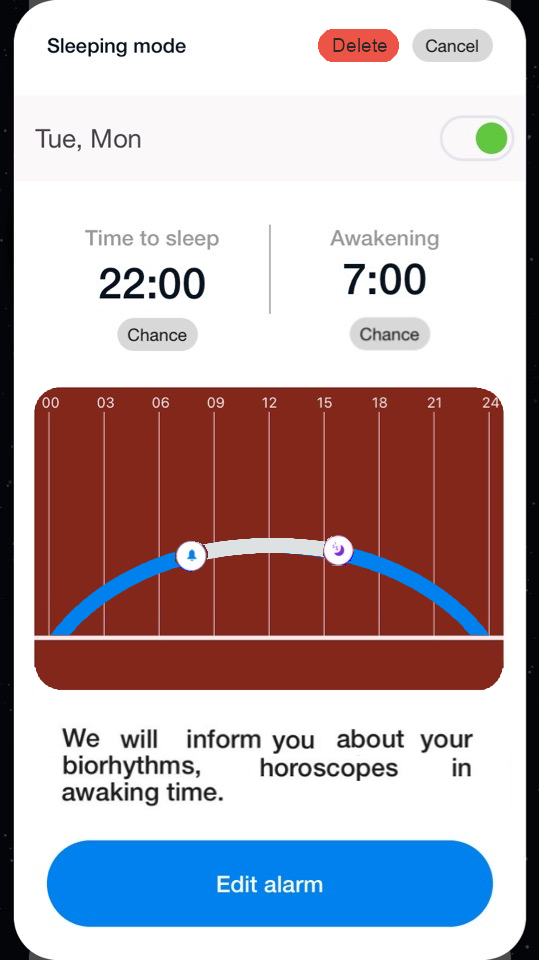 Sleeping mode Delete Cancel
Tue, Mon
Time to sleep Awakening
22:00 7:00
Chance Chance
00 03 06 09 12 15 18 21 24
We will inform you about your
biorhythms, horoscopes in
awaking time.
Edit alarm